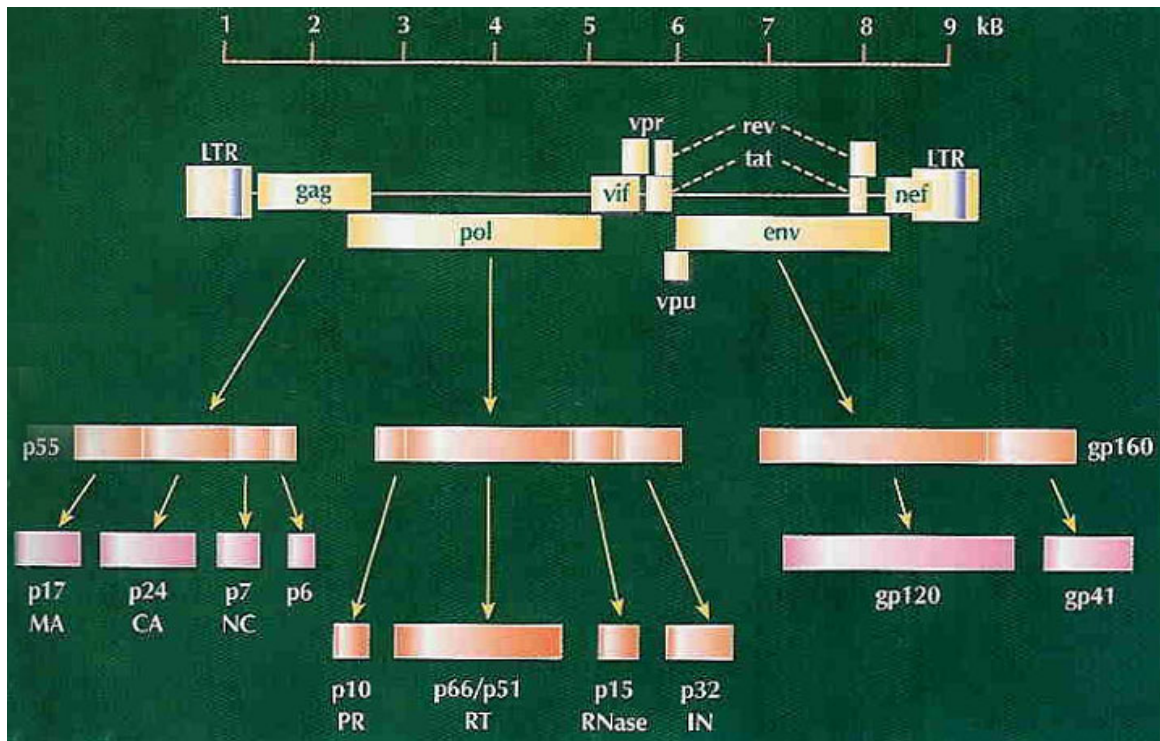 1 2 3 4 5 6 7 8 9 kB
vpr rev
LTR tat LTR
gag vif nef
pol env
vpu
p55 gp160
p17 p24 p7 p6 gp120 gp41
MA CA NC
p10 p66/p51 p15 p32
PR RT RNase IN